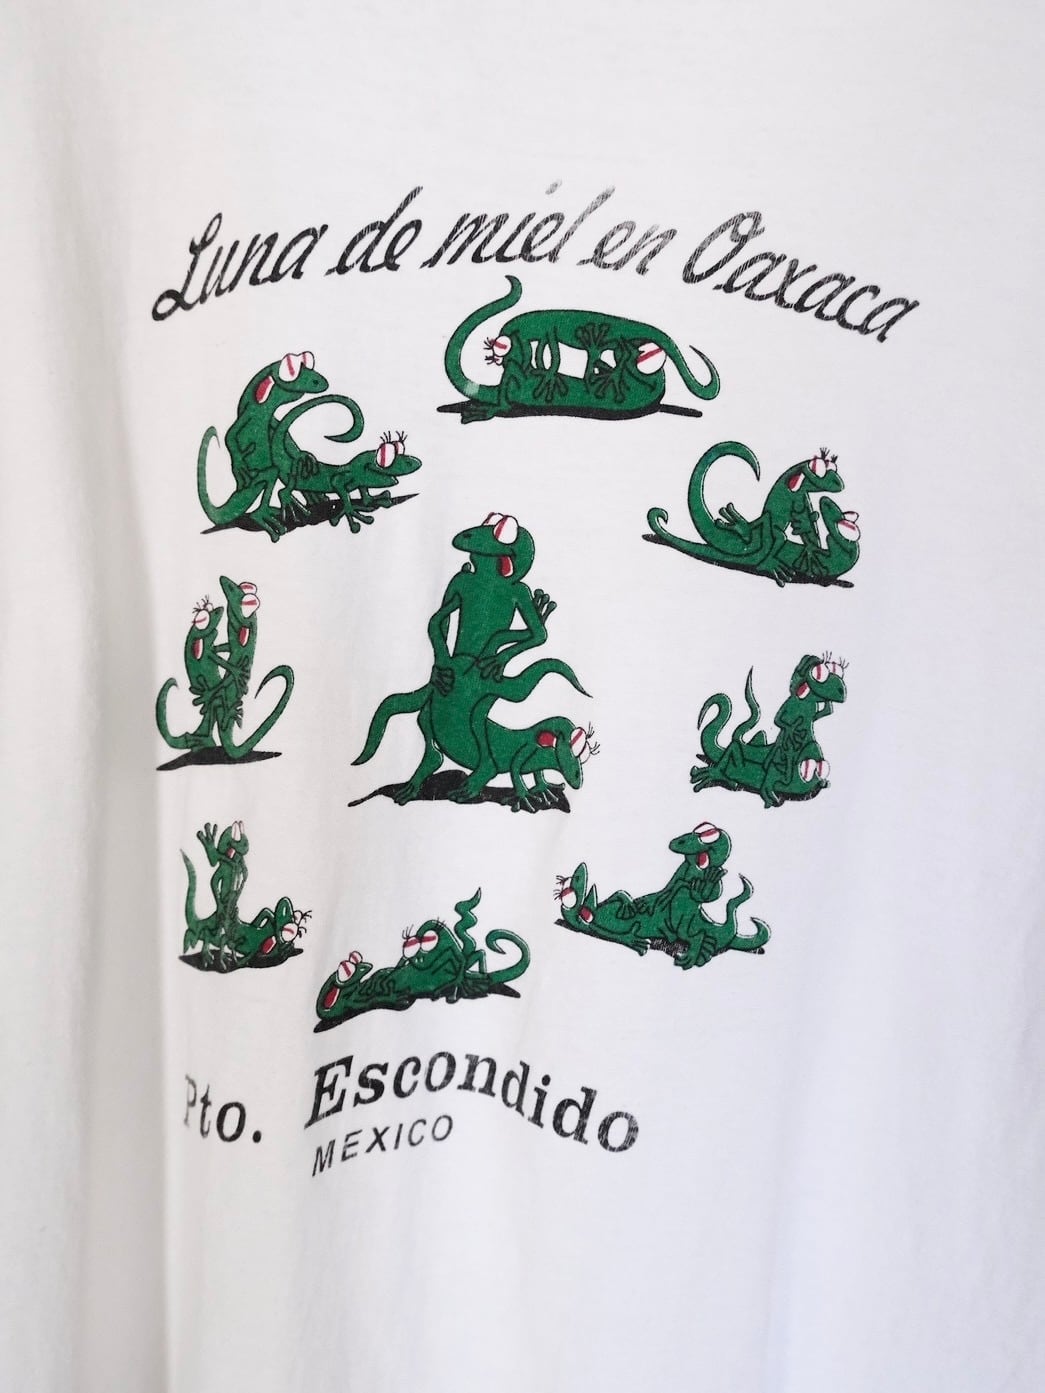 Luna de miel en Oaxaca
Pto. Escondido
MEXICO